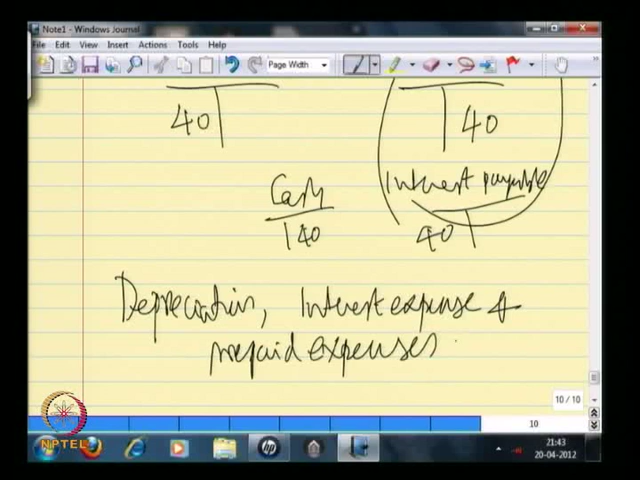 Note1 - Windows Journal
File Edit View Insert Actions Tools Help
Page Width
40 40
Interest payable
Cash
140 40
Depreciation, Interest expense &
prepaid expenses
10 / 10
10
NPTEL
21:43
20-04-2012